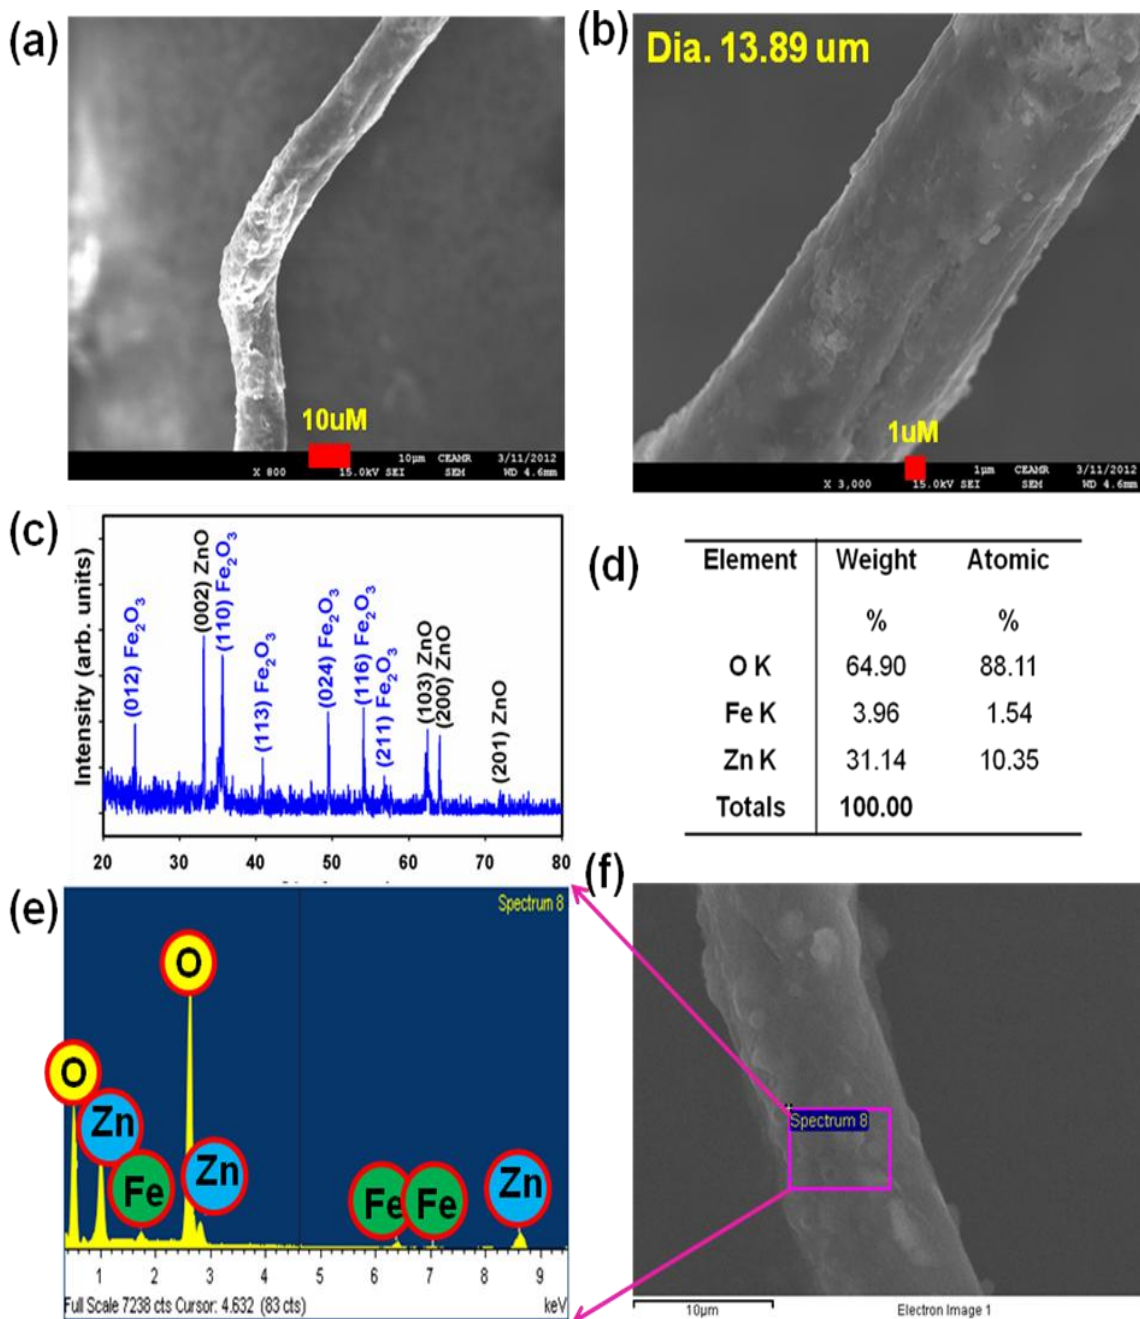 (a)
10uM
10µm CEAMR 3/11/2012
X 800 15.0kV SEI SEM WD 4.6mm
(b)
Dia. 13.89 um
1uM
1µm CEAMR 3/11/2012
X 3,000 15.0kV SEI SEM WD 4.6mm
(c)
Intensity (arb. units)
(012) Fe2O3
(002) ZnO
(110) Fe2O3
(113) Fe2O3
(024) Fe2O3
(116) Fe2O3
(211) Fe2O3
(103) ZnO
(200) ZnO
(201) ZnO
20 30 40 50 60 70 80
(d)
Element Weight Atomic
% %
O K 64.90 88.11
Fe K 3.96 1.54
Zn K 31.14 10.35
Totals 100.00
(e)
Spectrum 8
O
Zn
Fe
O
Zn
Fe
Fe
Zn
1 2 3 4 5 6 7 8 9
Full Scale 7238 cts Cursor: 4.632 (83 cts) keV
(f)
Spectrum 8
10µm Electron Image 1